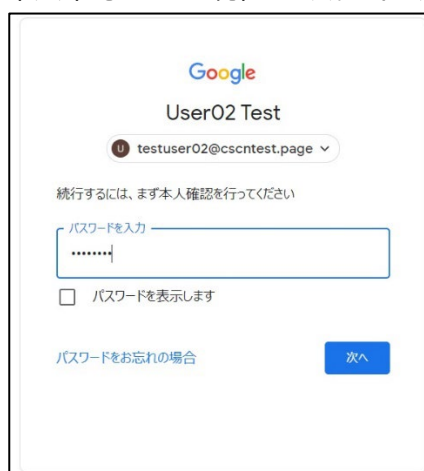 Google
User02 Test
U testuser02@cscntest.page
続行するには、まず本人確認を行ってください
パスワードを入力
••••••••
パスワードを表示します
パスワードをお忘れの場合
次へ